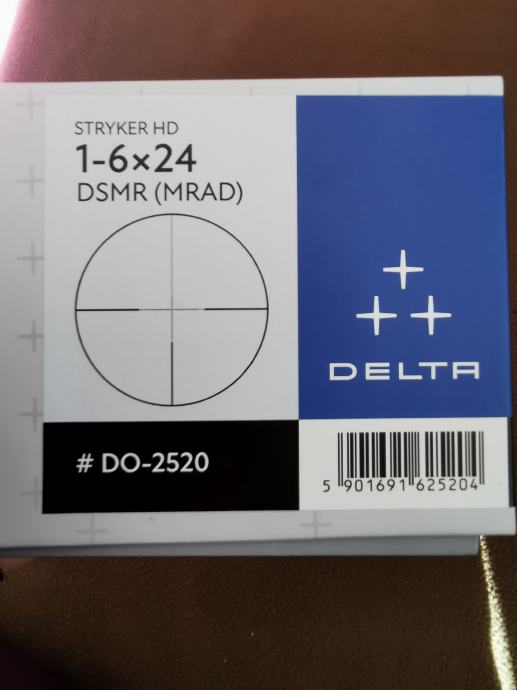 STRYKER HD
1-6×24
DSMR (MRAD)
DELTA
# DO-2520
5 901691 625204